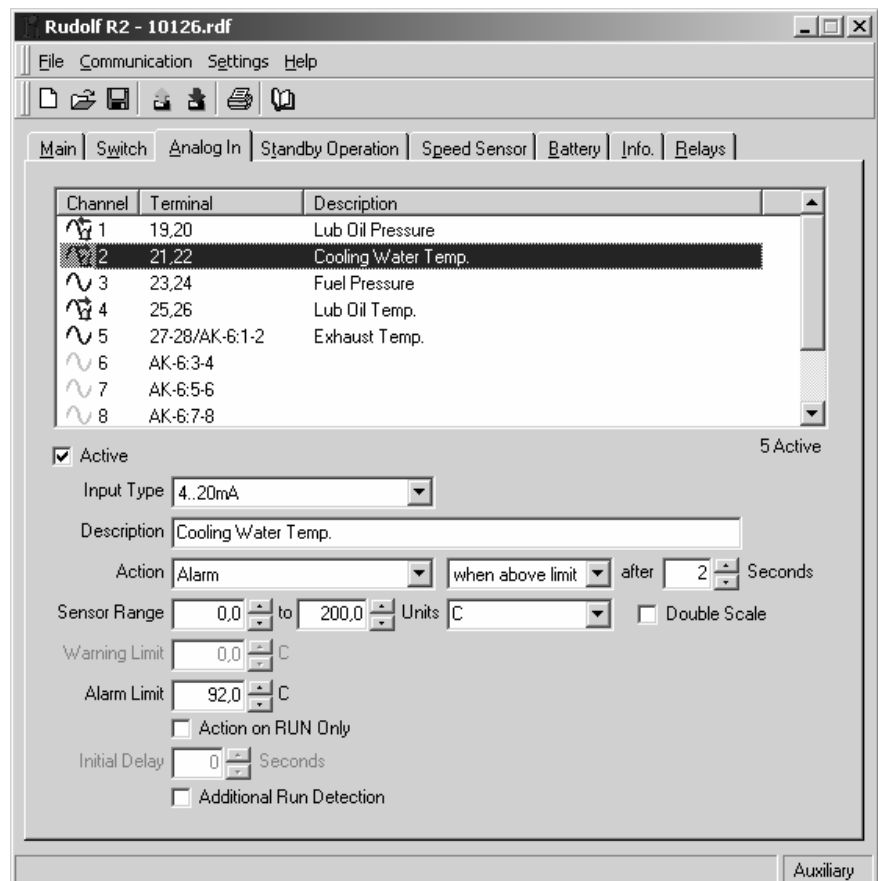 Rudolf R2 - 10126.rdf
File Communication Settings Help
Main Switch Analog In Standby Operation Speed Sensor Battery Info. Relays
Channel Terminal Description
1 19,20 Lub Oil Pressure
2 21,22 Cooling Water Temp.
3 23,24 Fuel Pressure
4 25,26 Lub Oil Temp.
5 27-28/AK-6:1-2 Exhaust Temp.
6 AK-6:3-4
7 AK-6:5-6
8 AK-6:7-8
5 Active
Active
Input Type 4..20mA
Description Cooling Water Temp.
Action Alarm when above limit after 2 Seconds
Sensor Range 0,0 to 200,0 Units C Double Scale
Warning Limit 0,0 C
Alarm Limit 92,0 C
Action on RUN Only
Initial Delay 0 Seconds
Additional Run Detection
Auxiliary